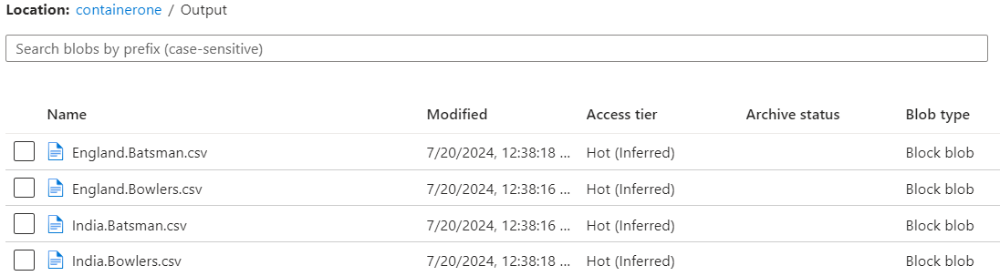 Location: containerone / Output
Search blobs by prefix (case-sensitive)
Name Modified Access tier Archive status Blob type
England.Batsman.csv 7/20/2024, 12:38:18 ... Hot (Inferred) Block blob
England.Bowlers.csv 7/20/2024, 12:38:16 ... Hot (Inferred) Block blob
India.Batsman.csv 7/20/2024, 12:38:16 ... Hot (Inferred) Block blob
India.Bowlers.csv 7/20/2024, 12:38:18 ... Hot (Inferred) Block blob